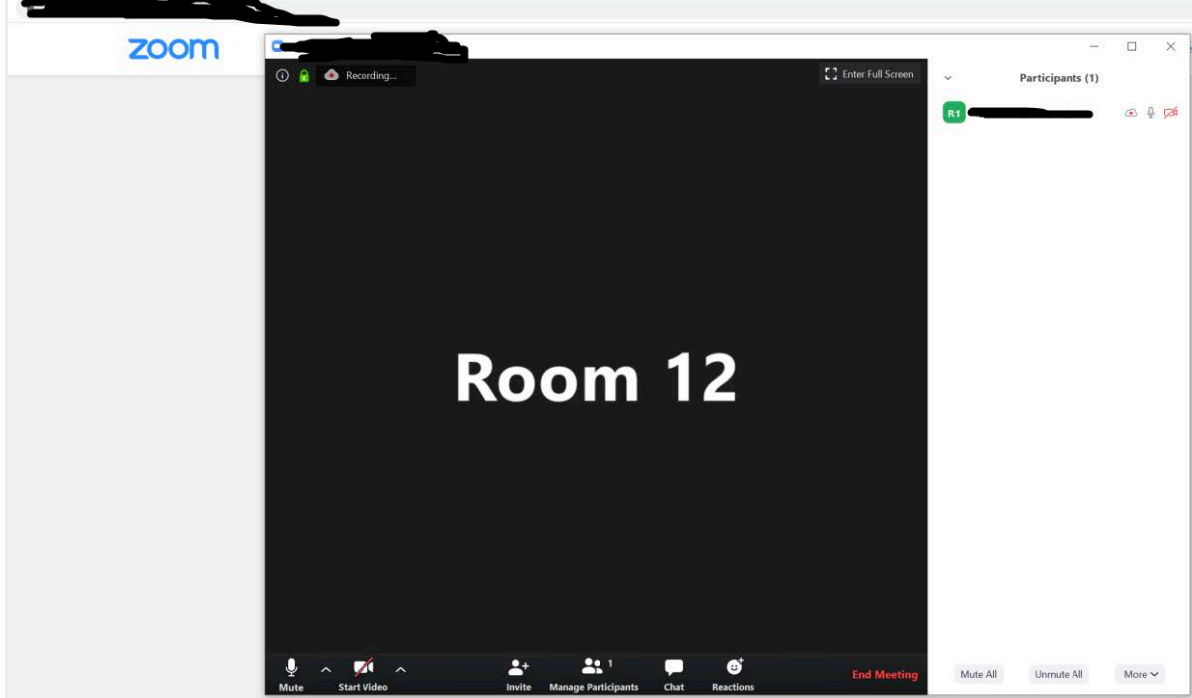 zoom
Recording...
Enter Full Screen
Participants (1)
R1
Room 12
Mute
Start Video
Invite
1
Manage Participants
Chat
Reactions
End Meeting
Mute All
Unmute All
More